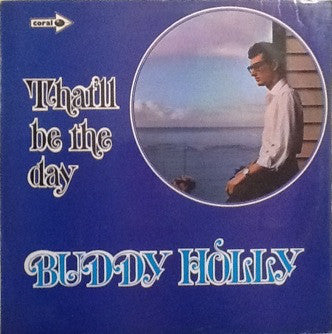 coral
That'll
be the
day
BUDDY HOLLY